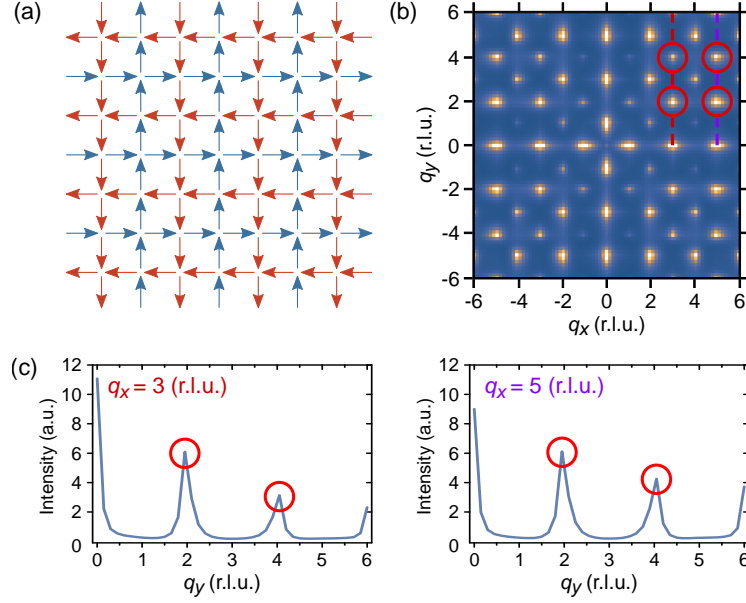 (a)
(b)
6
4
2
0
-2
-4
-6
q_y (r.l.u.)
-6 -4 -2 0 2 4 6
q_x (r.l.u.)
(c)
12
10
8
6
4
2
0
Intensity (a.u.)
q_x = 3 (r.l.u.)
0 1 2 3 4 5 6
q_y (r.l.u.)
12
10
8
6
4
2
0
Intensity (a.u.)
q_x = 5 (r.l.u.)
0 1 2 3 4 5 6
q_y (r.l.u.)